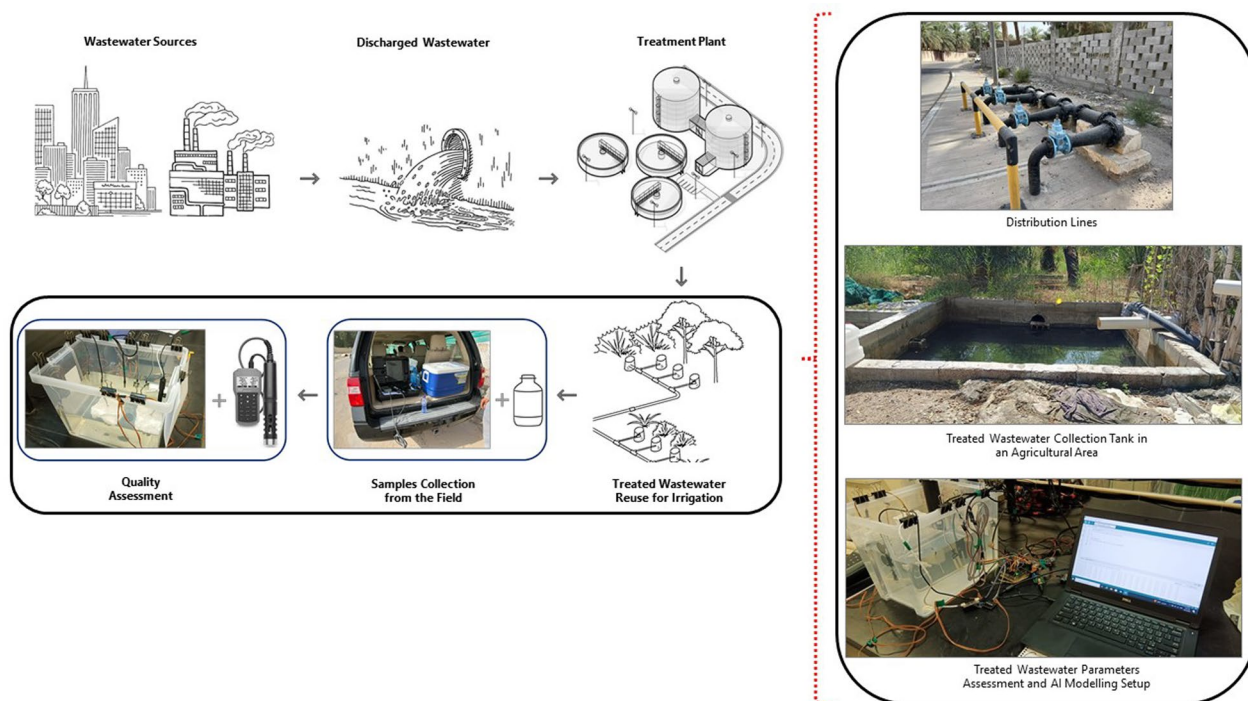 Wastewater Sources
Discharged Wastewater
Treatment Plant
Distribution Lines
Treated Wastewater Collection Tank in
an Agricultural Area
Quality
Assessment
Samples Collection
from the Field
Treated Wastewater
Reuse for Irrigation
Treated Wastewater Parameters
Assessment and AI Modelling Setup